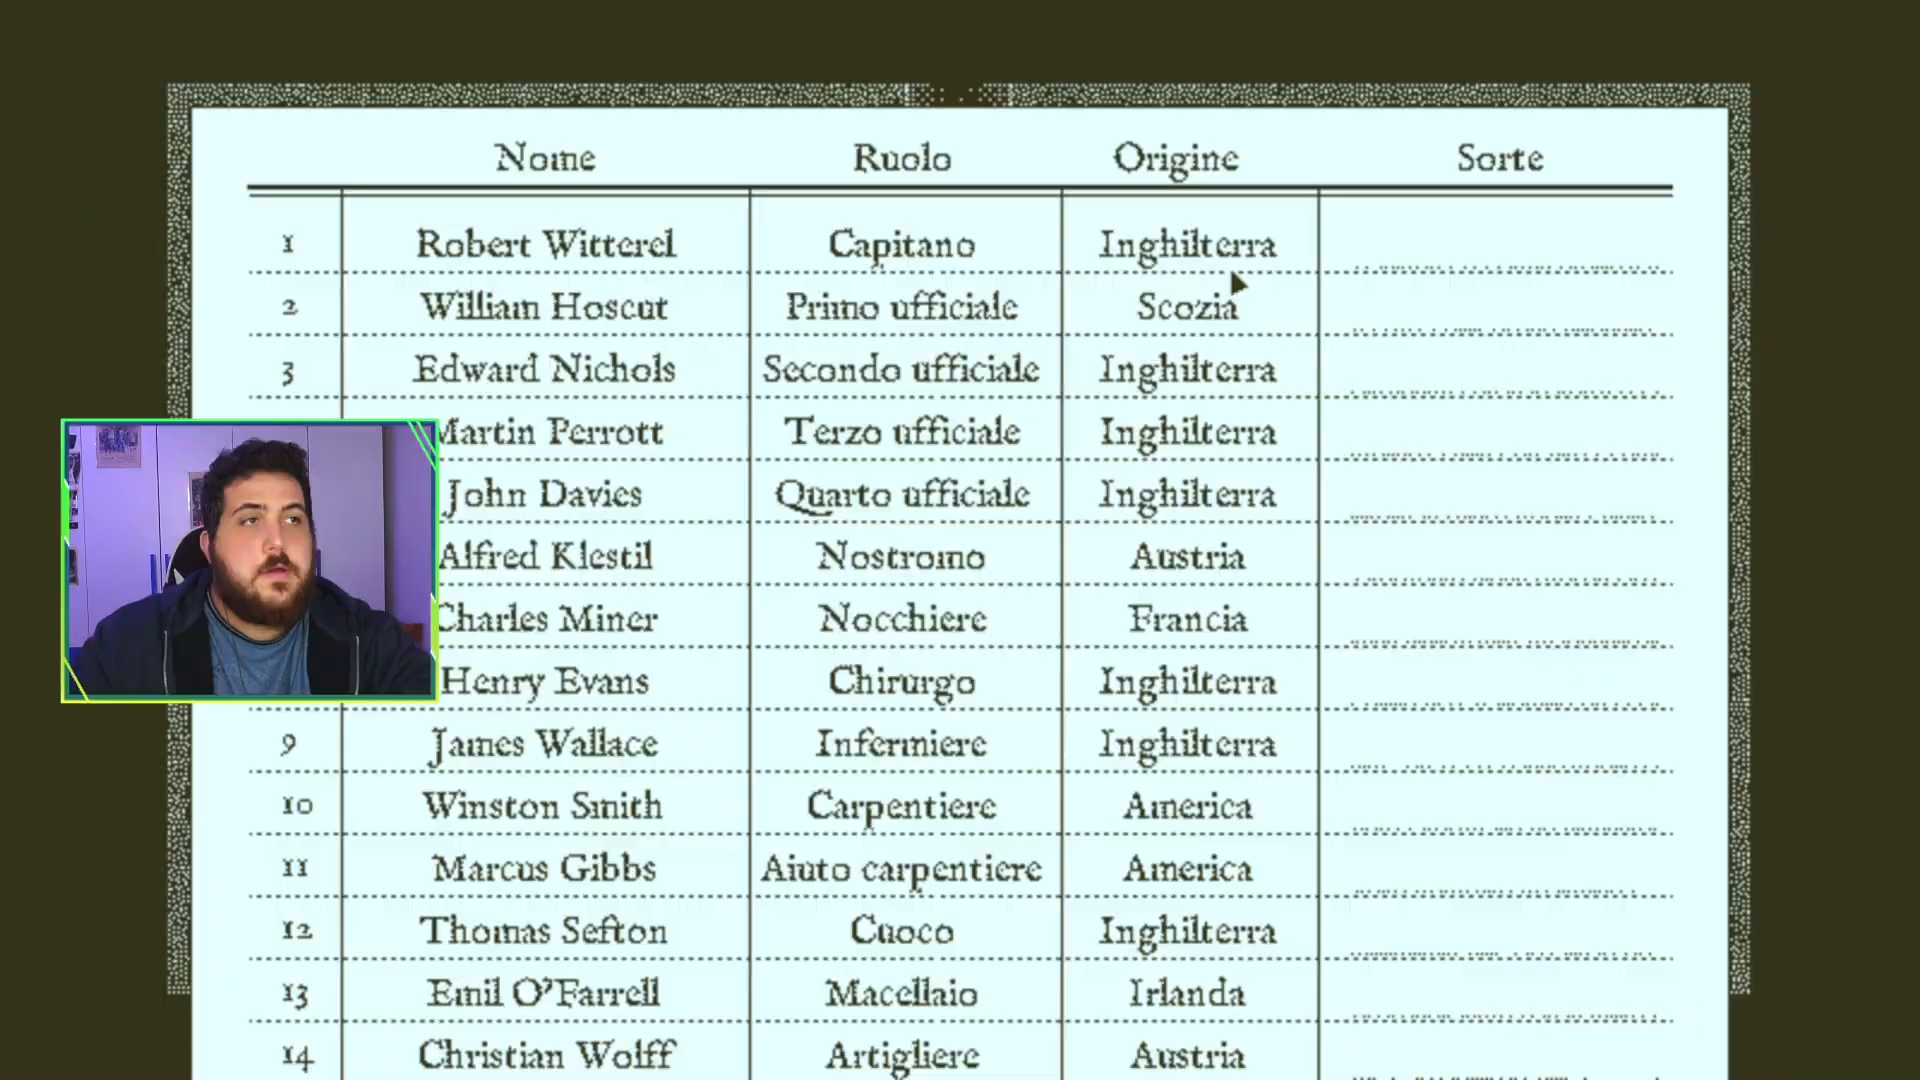 Nome Ruolo Origine Sorte
1 Robert Witterel Capitano Inghilterra
2 William Hoscut Primo ufficiale Scozia
3 Edward Nichols Secondo ufficiale Inghilterra
Martin Perrott Terzo ufficiale Inghilterra
John Davies Quarto ufficiale Inghilterra
Alfred Klestil Nostromo Austria
Charles Miner Nocchiere Francia
Henry Evans Chirurgo Inghilterra
9 James Wallace Infermiere Inghilterra
10 Winston Smith Carpentiere America
11 Marcus Gibbs Aiuto carpentiere America
12 Thomas Sefton Cuoco Inghilterra
13 Emil O'Farrell Macellaio Irlanda
14 Christian Wolff Artigliere Austria